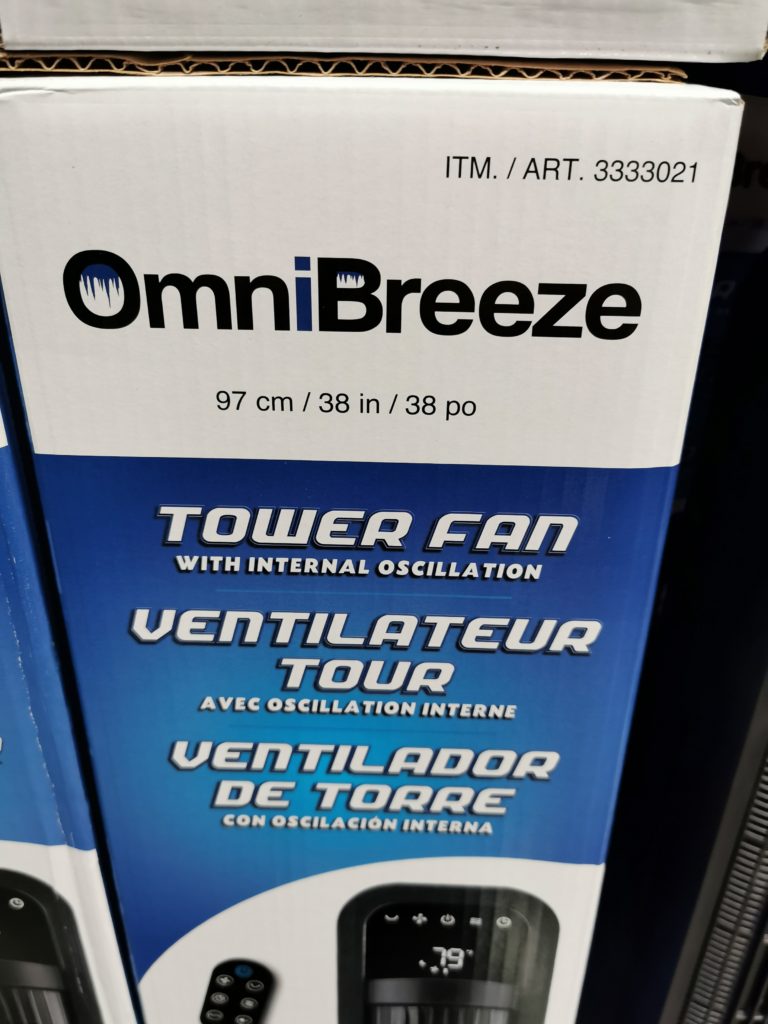 ITM. / ART. 3333021
OmniBreeze
97 cm / 38 in / 38 po
TOWER FAN
WITH INTERNAL OSCILLATION
VENTILATEUR
TOUR
AVEC OSCILLATION INTERNE
VENTILADOR
DE TORRE
CON OSCILACIÓN INTERNA
79°